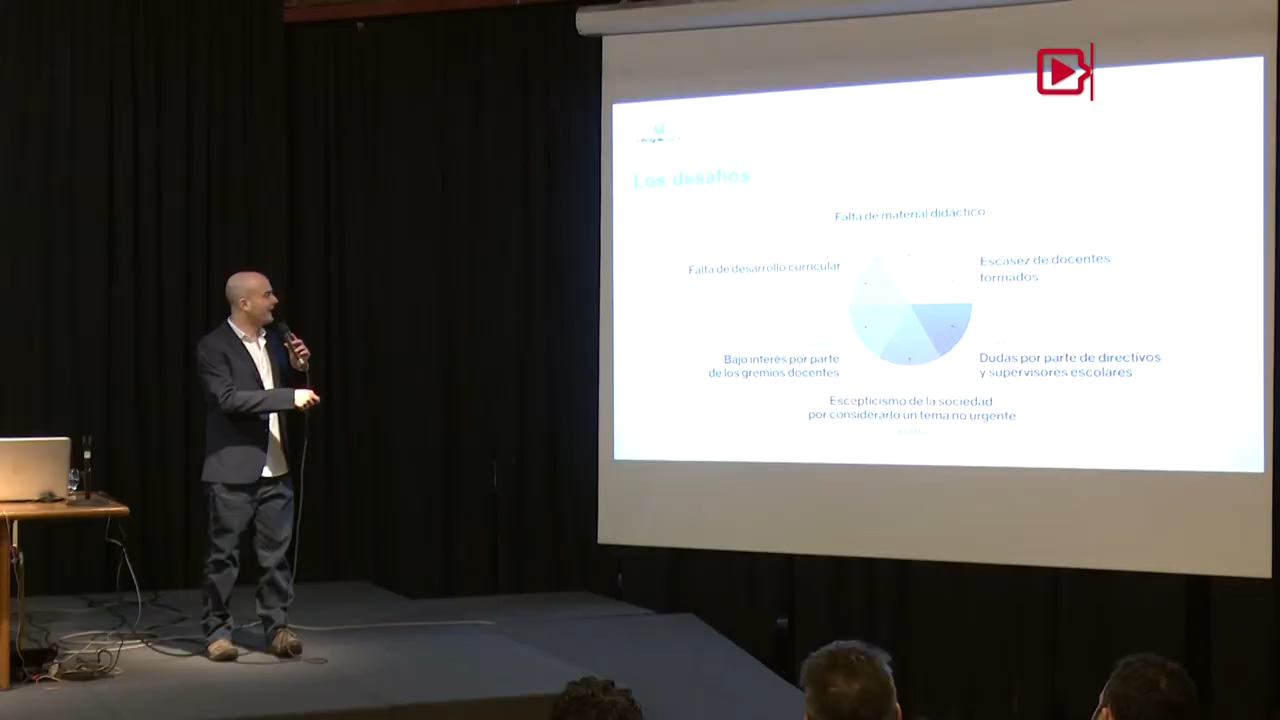 Los desafíos
Falta de material didáctico
Falta de desarrollo curricular
Escasez de docentes
formados
Bajo interés por parte
de los gremios docentes
Dudas por parte de directivos
y supervisores escolares
Escepticismo de la sociedad
por considerarlo un tema no urgente